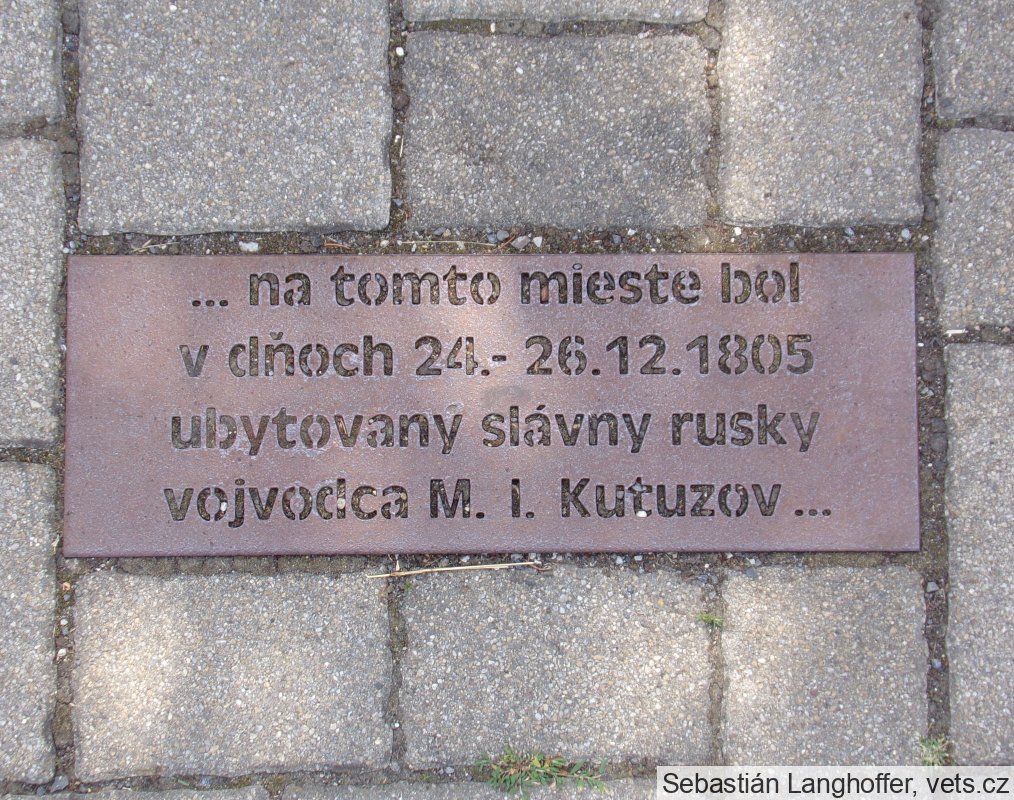 ... na tomto mieste bol
v dňoch 24.- 26.12.1805
ubytovany slávny rusky
vojvodca M. I. Kutuzov ...
Sebastián Langhoffer, vets.cz